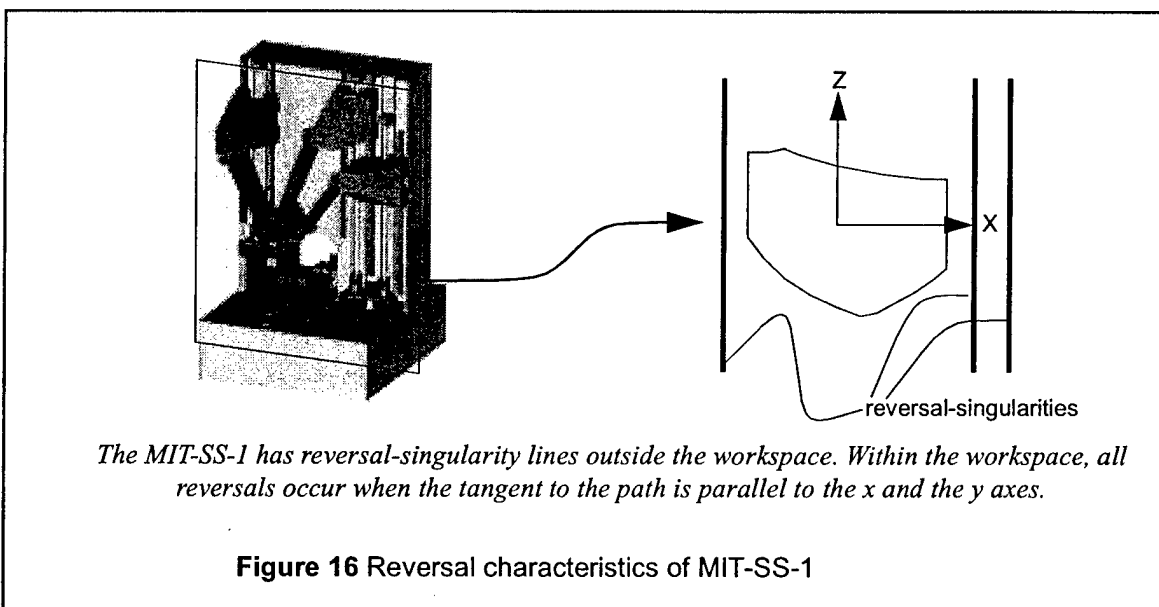 Z
X
reversal-singularities
The MIT-SS-1 has reversal-singularity lines outside the workspace. Within the workspace, all
reversals occur when the tangent to the path is parallel to the x and the y axes.
Figure 16 Reversal characteristics of MIT-SS-1